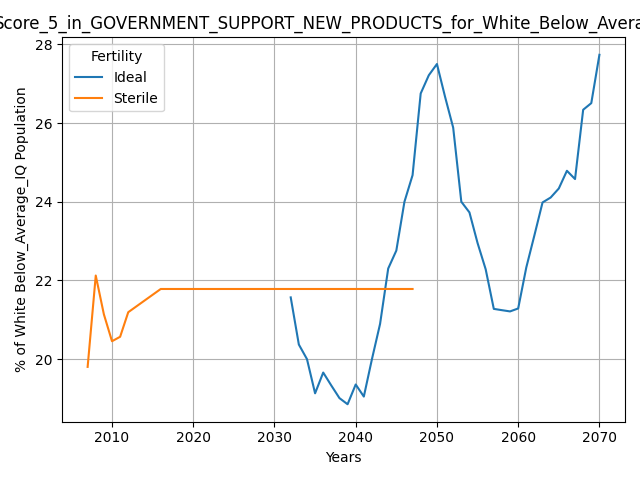 Score_5_in_GOVERNMENT_SUPPORT_NEW_PRODUCTS_for_White_Below_Avera
Fertility
Ideal
Sterile
% of White Below_Average_IQ Population
28
26
24
22
20
2010 2020 2030 2040 2050 2060 2070
Years